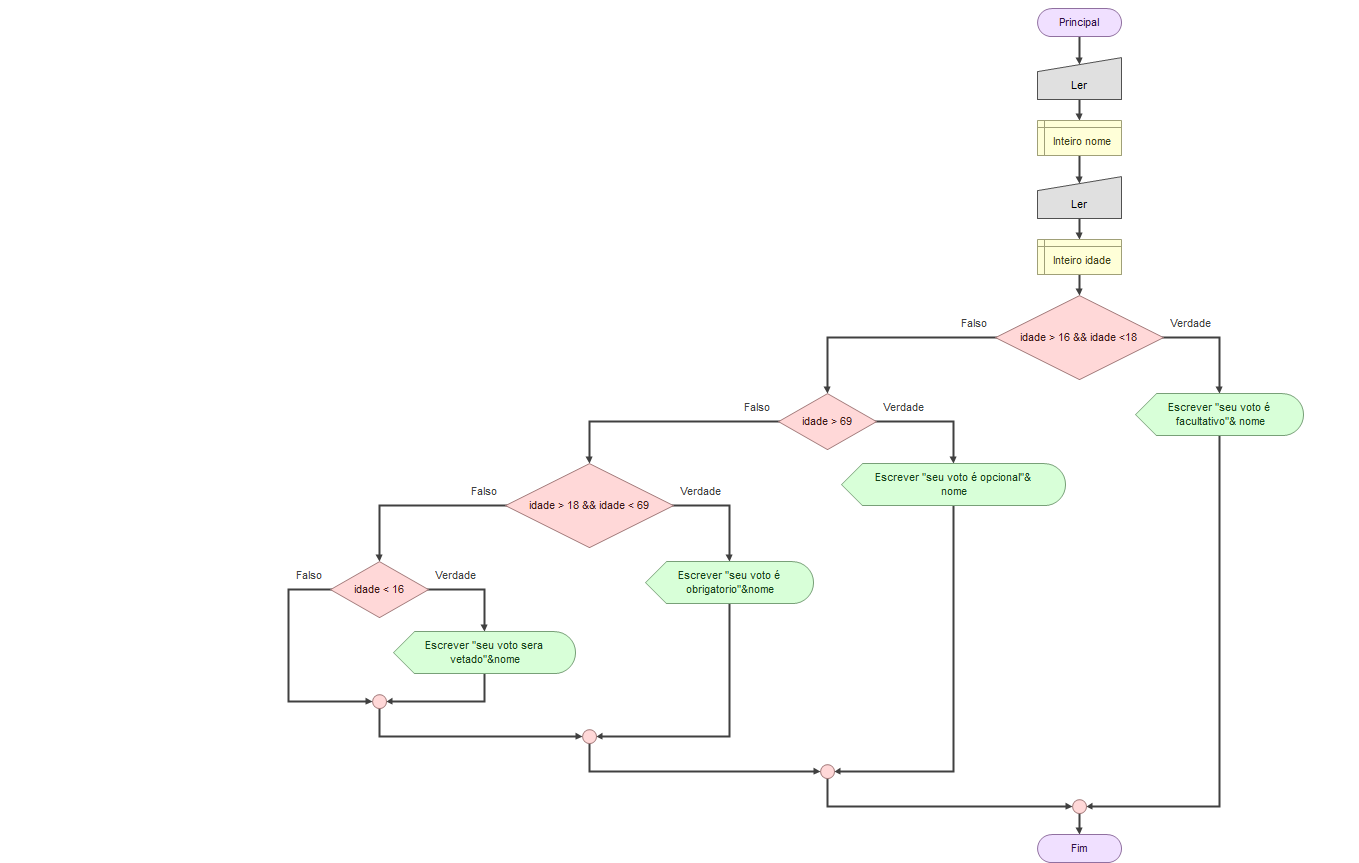 Principal
Ler
Inteiro nome
Ler
Inteiro idade
Falso
Verdade
idade > 16 && idade <18
Falso
Verdade
idade > 69
Escrever "seu voto é
facultativo"& nome
Falso
Verdade
idade > 18 && idade < 69
Escrever "seu voto é opcional"&
nome
Falso
Verdade
idade < 16
Escrever "seu voto é
obrigatorio"&nome
Escrever "seu voto sera
vetado"&nome
Fim